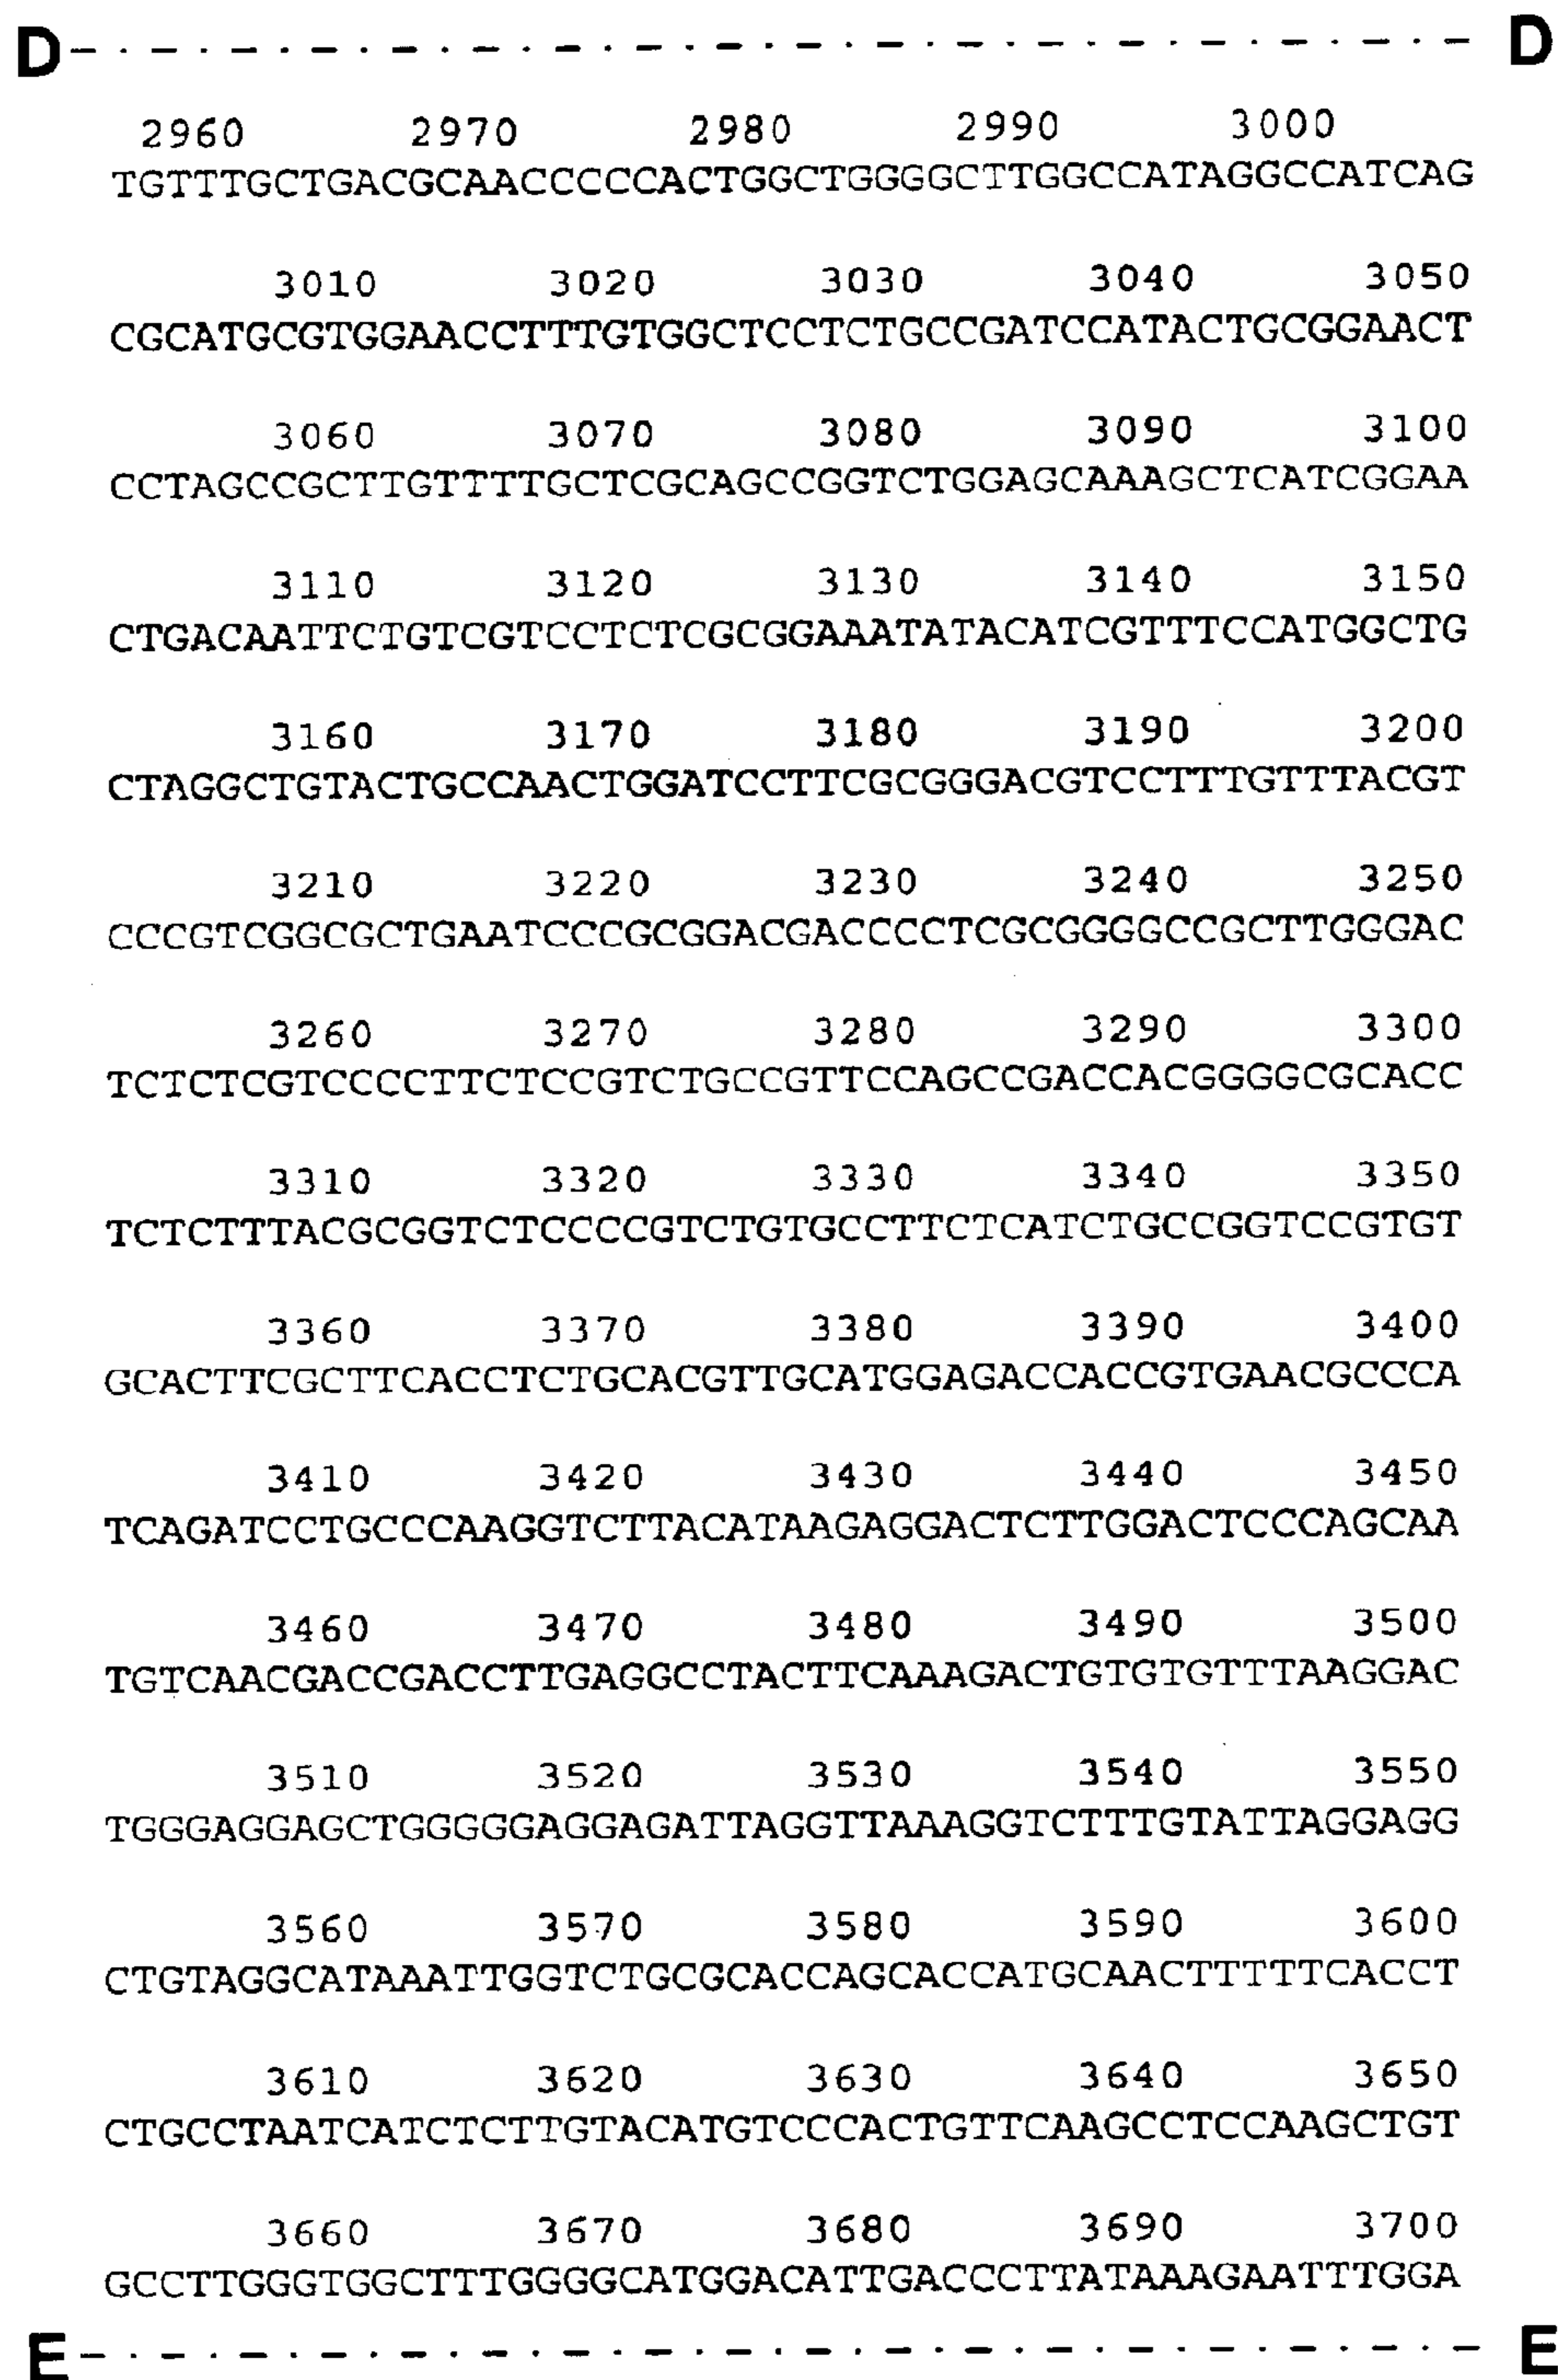 D D
2960 2970 2980 2990 3000
TGTTTGCTGACGCAACCCCCACTGGCTGGGGCTTGGCCATAGGCCATCAG
3010 3020 3030 3040 3050
CGCATGCGTGGAACCTTTGTGGCTCCTCTGCCGATCCATACTGCGGAACT
3060 3070 3080 3090 3100
CCTAGCCGCTTGTTTTGCTCGCAGCCGGTCTGGAGCAAAGCTCATCGGAA
3110 3120 3130 3140 3150
CTGACAATTCTGTCGTCCTCTCGCGGAAATATACATCGTTTCCATGGCTG
3160 3170 3180 3190 3200
CTAGGCTGTACTGCCAACTGGATCCTTCGCGGGACGTCCTTTGTTTACGT
3210 3220 3230 3240 3250
CCCGTCGGCGCTGAATCCCGCGGACGACCCCTCGCGGGGCCGCTTGGGAC
3260 3270 3280 3290 3300
TCTCTCGTCCCCTTCTCCGTCTGCCGTTCCAGCCGACCACGGGGCGCACC
3310 3320 3330 3340 3350
TCTCTTTACGCGGTCTCCCCGTCTGTGCCTTCTCATCTGCCGGTCCGTGT
3360 3370 3380 3390 3400
GCACTTCGCTTCACCTCTGCACGTTGCATGGAGACCACCGTGAACGCCCA
3410 3420 3430 3440 3450
TCAGATCCTGCCCAAGGTCTTACATAAGAGGACTCTTGGACTCCCAGCAA
3460 3470 3480 3490 3500
TGTCAACGACCGACCTTGAGGCCTACTTCAAAGACTGTGTGTTTAAGGAC
3510 3520 3530 3540 3550
TGGGAGGAGCTGGGGGAGGAGATTAGGTTAAAGGTCTTTGTATTAGGAGG
3560 3570 3580 3590 3600
CTGTAGGCATAAATTGGTCTGCGCACCAGCACCATGCAACTTTTTCACCT
3610 3620 3630 3640 3650
CTGCCTAATCATCTCTTGTACATGTCCCACTGTTCAAGCCTCCAAGCTGT
3660 3670 3680 3690 3700
GCCTTGGGTGGCTTTGGGGCATGGACATTGACCCTTATAAAGAATTTGGA
E E